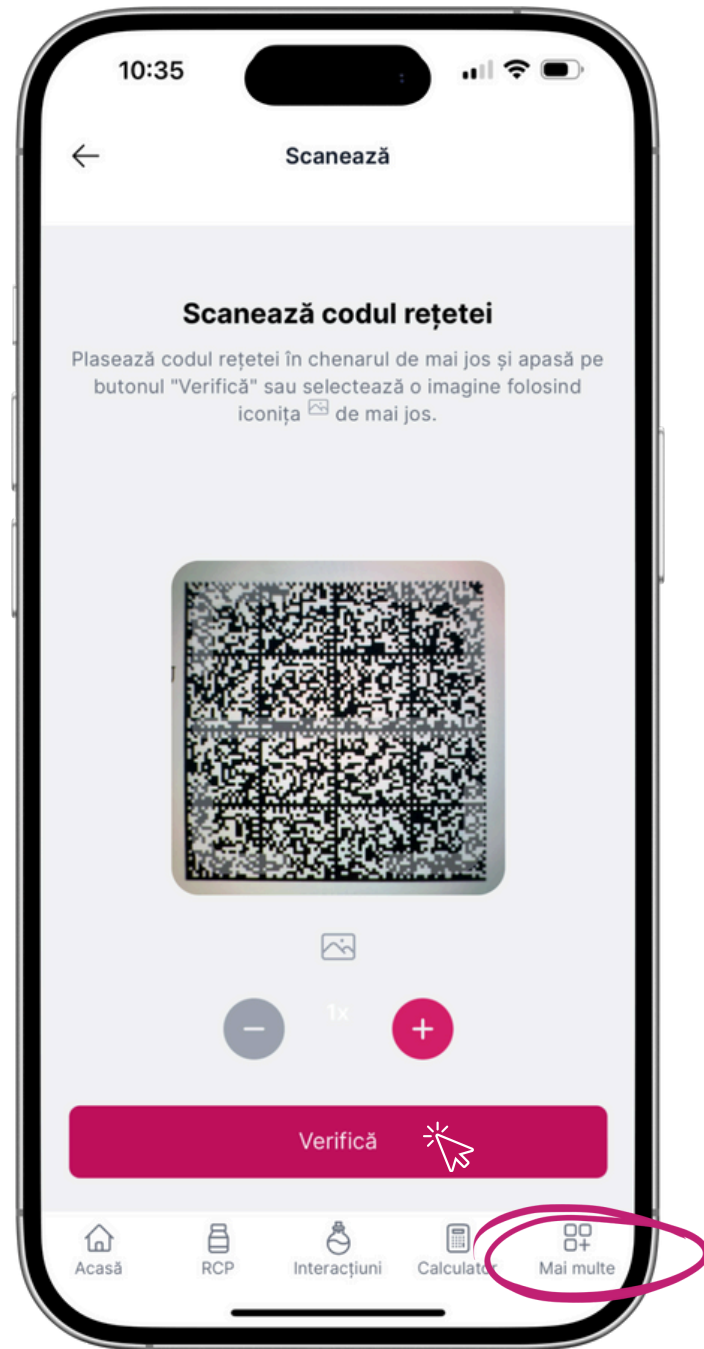 10:35
Scanează
Scanează codul rețetei
Plasează codul rețetei în chenarul de mai jos și apasă pe
butonul "Verifică" sau selectează o imagine folosind
iconița de mai jos.
1x
Verifică
Acasă
RCP
Interacțiuni
Calculator
Mai multe